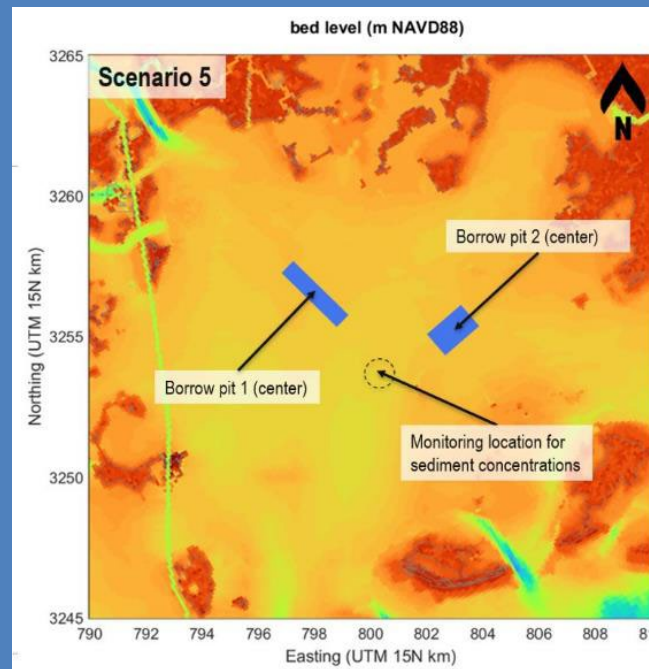 bed level (m NAVD88)
Scenario 5
N
Borrow pit 2 (center)
Borrow pit 1 (center)
Monitoring location for
sediment concentrations
Northing (UTM 15N km)
3265
3260
3255
3250
3245
790 792 794 796 798 800 802 804 806 808
Easting (UTM 15N km)